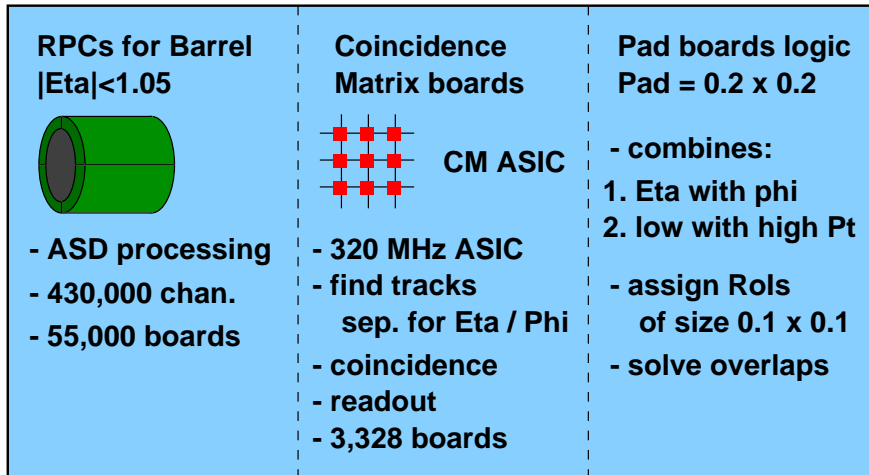 RPCs for Barrel
|Eta|<1.05
- ASD processing
- 430,000 chan.
- 55,000 boards
Coincidence
Matrix boards
CM ASIC
- 320 MHz ASIC
- find tracks
sep. for Eta / Phi
- coincidence
- readout
- 3,328 boards
Pad boards logic
Pad = 0.2 x 0.2
- combines:
1. Eta with phi
2. low with high Pt
- assign RoIs
of size 0.1 x 0.1
- solve overlaps